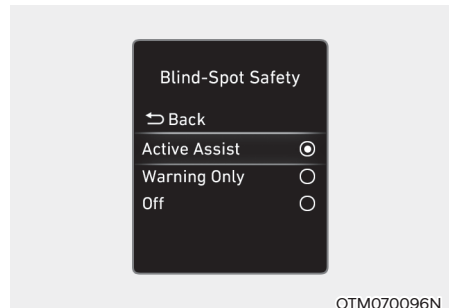 Blind-Spot Safety
Back
Active Assist
Warning Only
Off
OTM070096N